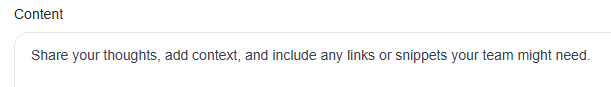 Content
Share your thoughts, add context, and include any links or snippets your team might need.